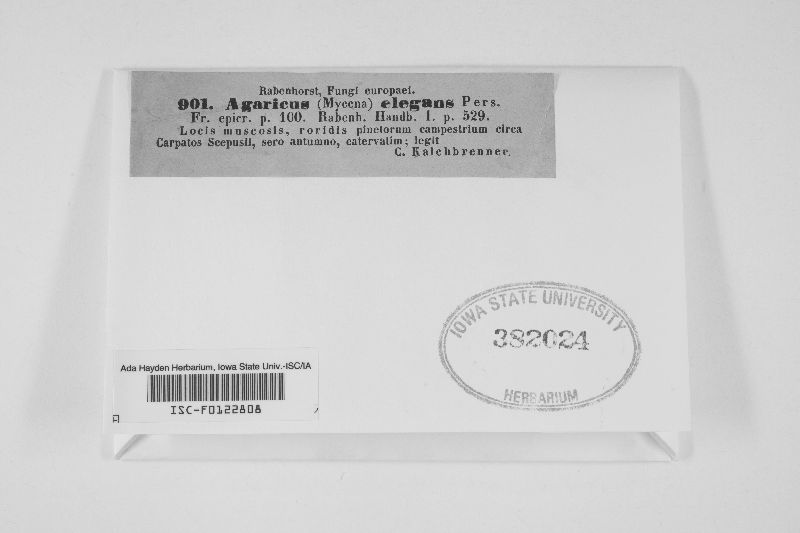 Rabenhorst, Fungi europaei.
901. Agaricus (Mycena) elegans Pers.
Fr. epicr. p. 100. Rabenh. Handb. I. p. 529.
Locis muscosis, roridis pinetorum campestrium circa
Carpatos Scepusii, sero autumno, catervatim; legit
C. Kalchbrenner.
IOWA STATE UNIVERSITY
382024
HERBARIUM
Ada Hayden Herbarium, Iowa State Univ.-ISC/IA
ISC-F0122808